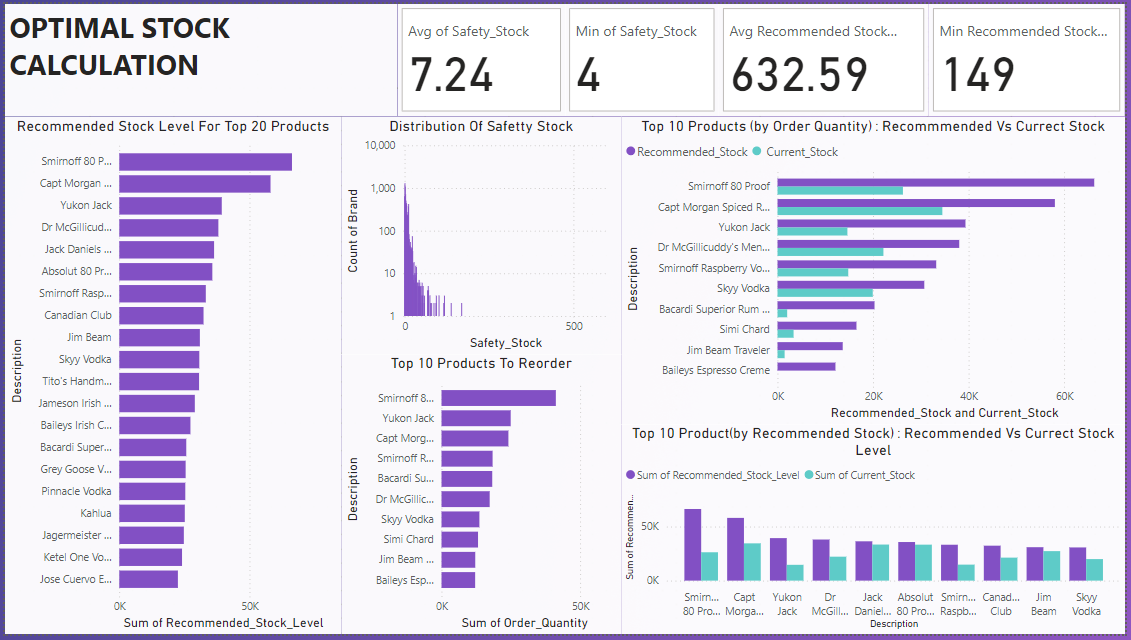 OPTIMAL STOCK
CALCULATION
Avg of Safety_Stock
7.24
Min of Safety_Stock
4
Avg Recommended Stock...
632.59
Min Recommended Stock...
149
Recommended Stock Level For Top 20 Products
Description
Smirnoff 80 P...
Capt Morgan ...
Yukon Jack
Dr McGillicud...
Jack Daniels ...
Absolut 80 Pr...
Smirnoff Rasp...
Canadian Club
Jim Beam
Skyy Vodka
Tito's Handm...
Jameson Irish ...
Baileys Irish C...
Bacardi Super...
Grey Goose V...
Pinnacle Vodka
Kahlua
Jagermeister ...
Ketel One Vo...
Jose Cuervo E...
0K
50K
Sum of Recommended_Stock_Level
Distribution Of Safetty Stock
Count of Brand
10,000
1,000
100
10
1
0
500
Safety_Stock
Top 10 Products To Reorder
Description
Smirnoff 8...
Yukon Jack
Capt Morg...
Smirnoff R...
Bacardi Su...
Dr McGillic...
Skyy Vodka
Simi Chard
Jim Beam ...
Baileys Esp...
0K
50K
Sum of Order_Quantity
Top 10 Products (by Order Quantity) : Recommmended Vs Currect Stock
Recommended_Stock
Current_Stock
Description
Smirnoff 80 Proof
Capt Morgan Spiced R...
Yukon Jack
Dr McGillicuddy's Men...
Smirnoff Raspberry Vo...
Skyy Vodka
Bacardi Superior Rum ...
Simi Chard
Jim Beam Traveler
Baileys Espresso Creme
0K
20K
40K
60K
Recommended_Stock and Current_Stock
Top 10 Product(by Recommended Stock) : Recommended Vs Currect Stock
Level
Sum of Recommended_Stock_Level
Sum of Current_Stock
Sum of Recommen...
50K
0K
Smirn...
80 Pro...
Capt
Morga...
Yukon
Jack
Dr
McGill...
Jack
Daniel...
Absolut
80 Pro...
Smirn...
Raspb...
Canad...
Club
Jim
Beam
Skyy
Vodka
Description